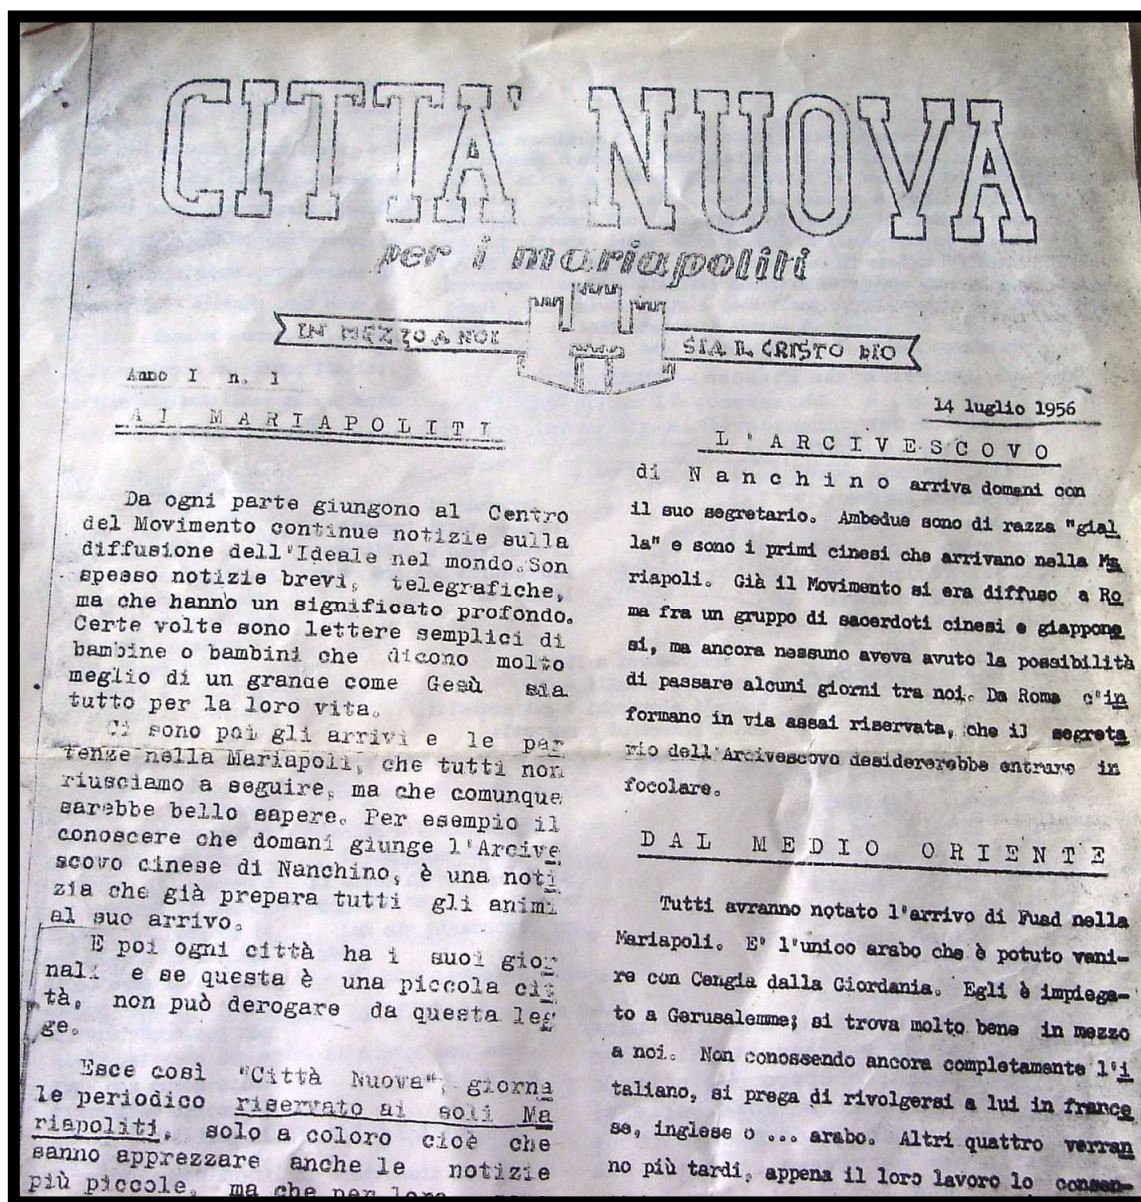 CITTA' NUOVA
per i mariapoliti
IN MEZZO A NOI
SIA IL CRISTO DIO
Anno I n. 1
14 luglio 1956
AI MARIAPOLITI
Da ogni parte giungono al Centro
del Movimento continue notizie sulla
diffusione dell'Ideale nel mondo. Son
spesso notizie brevi, telegrafiche,
ma che hanno un significato profondo.
Certe volte sono lettere semplici di
bambine o bambini che dicono molto
meglio di un grande come Gesù sia
tutto per la loro vita.
Ci sono poi gli arrivi e le par
tenze nella Mariapoli, che tutti non
riusciamo a seguire, ma che comunque
sarebbe bello sapere. Per esempio il
conoscere che domani giunge l'Arcive
scovo cinese di Nanchino, è una noti
zia che già prepara tutti gli animi
al suo arrivo.
E poi ogni città ha i suoi gior
nali e se questa è una piccola cit
tà, non può derogare da questa leg
ge.
Esce così "Città Nuova", giorna
le periodico riservato ai soli Ma
riapoliti, solo a coloro cioè che
sanno apprezzare anche le notizie
più piccole, ma che per loro
L'ARCIVESCOVO
di Nanchino arriva domani con
il suo segretario. Ambedue sono di razza "gial
la" e sono i primi cinesi che arrivano nella Ma
riapoli. Già il Movimento si era diffuso a Ro
ma fra un gruppo di sacerdoti cinesi e giappone
si, ma ancora nessuno aveva avuto la possibilità
di passare alcuni giorni tra noi. Da Roma c"in
formano in via assai riservata, che il segreta
rio dell'Arcivescovo desidererebbe entrare in
focolare.
DAL MEDIO ORIENTE
Tutti avranno notato l'arrivo di Fuad nella
Mariapoli. E' l'unico arabo che è potuto veni-
re con Cengia dalla Giordania. Egli è impiega-
to a Gerusalemme; si trova molto bene in mezzo
a noi. Non conossendo ancora completamente l'i
taliano, si prega di rivolgersi a lui in france
se, inglese o ... arabo. Altri quattro verran
no più tardi, appena il loro lavoro lo consen-